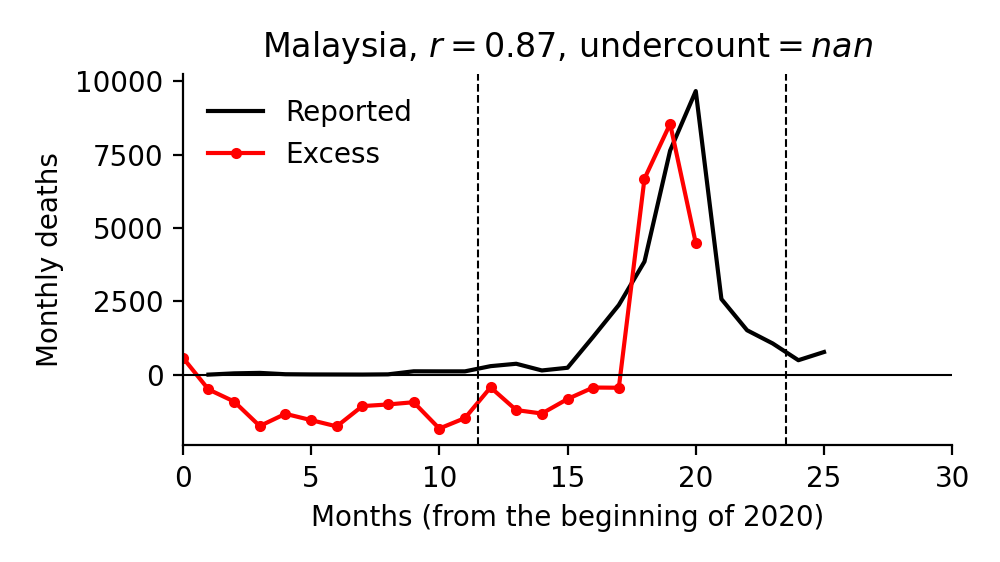 Malaysia, r = 0.87, undercount = nan
10000
7500
5000
2500
0
Monthly deaths
Reported
Excess
0 5 10 15 20 25 30
Months (from the beginning of 2020)